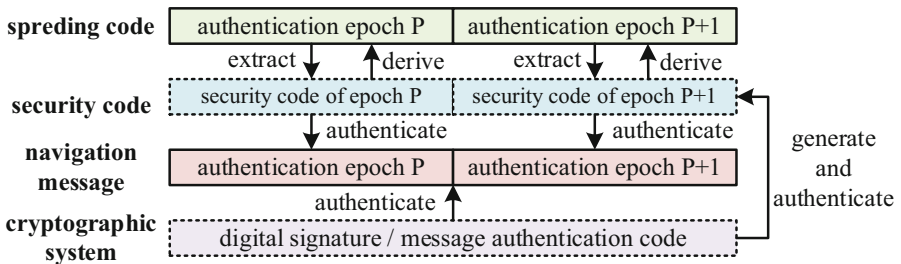 spreding code
authentication epoch P
authentication epoch P+1
extract
derive
extract
derive
security code
security code of epoch P
security code of epoch P+1
authenticate
authenticate
generate
and
authenticate
navigation
message
authentication epoch P
authentication epoch P+1
authenticate
cryptographic
system
digital signature / message authentication code